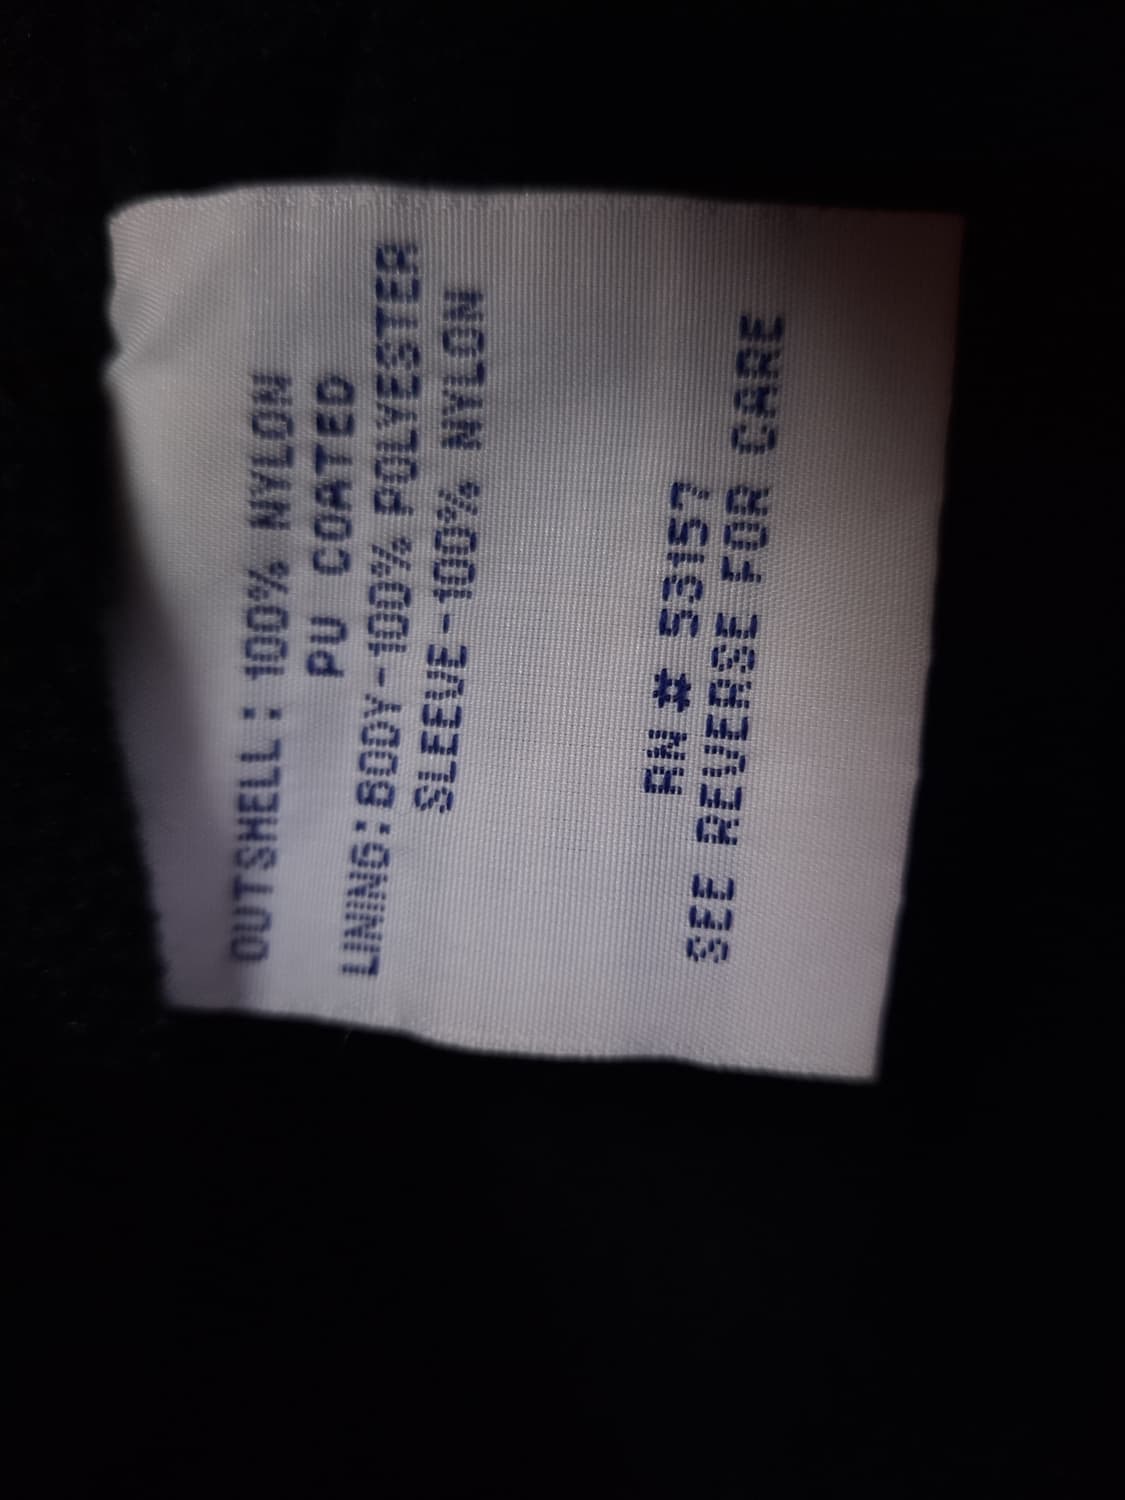 OUTSHELL: 100% NYLON
PU COATED
LINING:BODY-100% POLYESTER
SLEEVE-100% NYLON
RN# 53157
SEE REVERSE FOR CARE